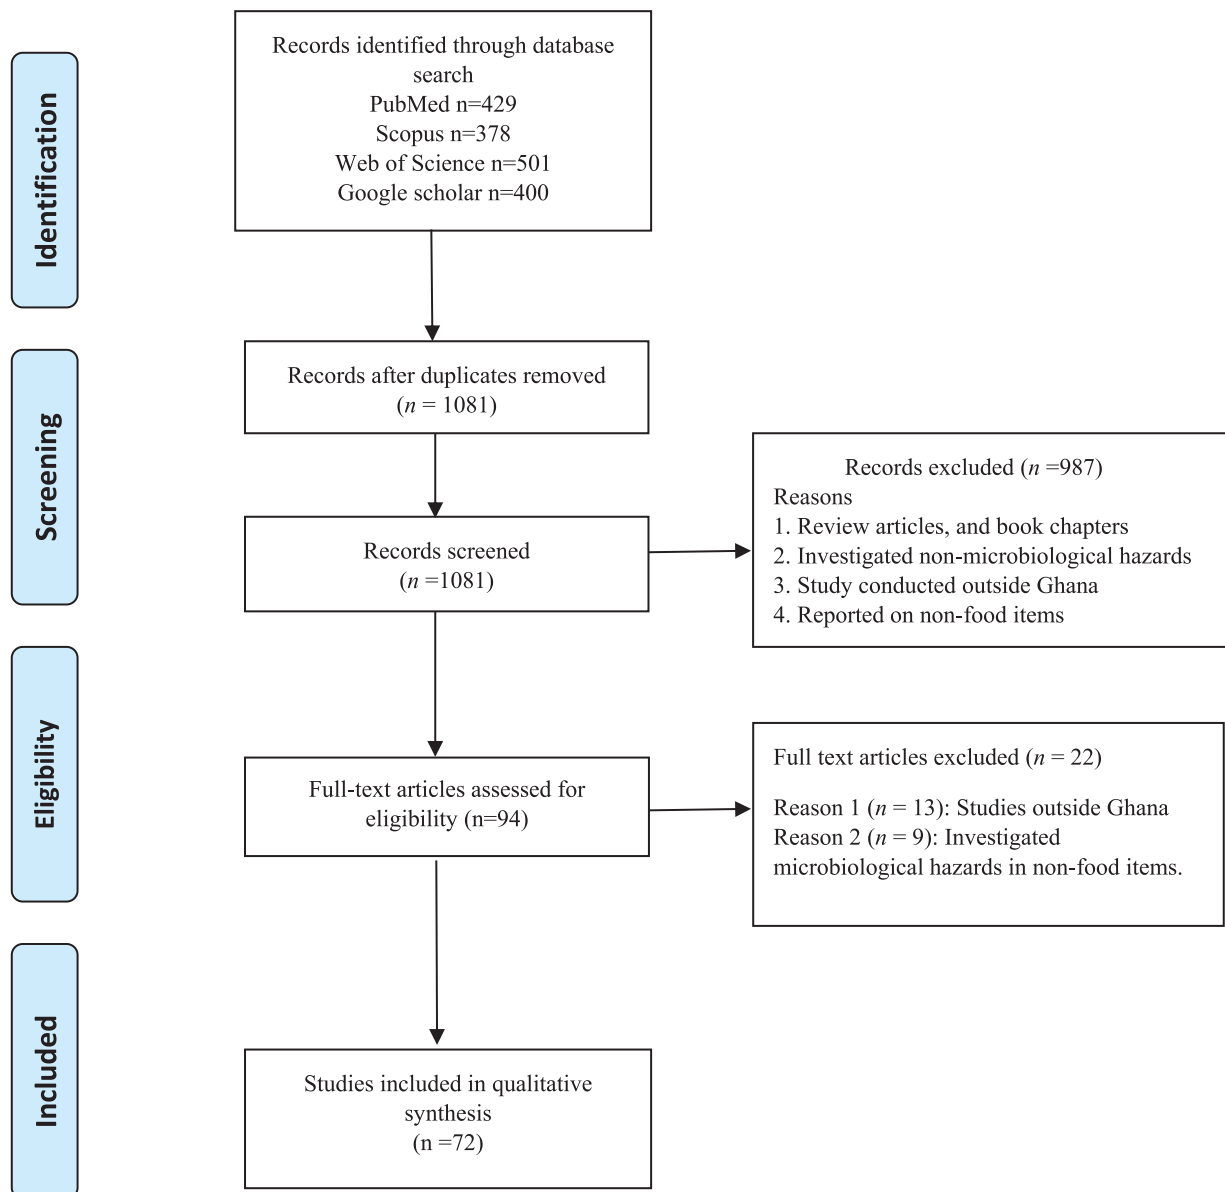 Identification
Records identified through database
search
PubMed n=429
Scopus n=378
Web of Science n=501
Google scholar n=400
Screening
Records after duplicates removed
(n = 1081)
Records screened
(n =1081)
Records excluded (n =987)
Reasons
1. Review articles, and book chapters
2. Investigated non-microbiological hazards
3. Study conducted outside Ghana
4. Reported on non-food items
Eligibility
Full-text articles assessed for
eligibility (n=94)
Full text articles excluded (n = 22)
Reason 1 (n = 13): Studies outside Ghana
Reason 2 (n = 9): Investigated
microbiological hazards in non-food items.
Included
Studies included in qualitative
synthesis
(n =72)